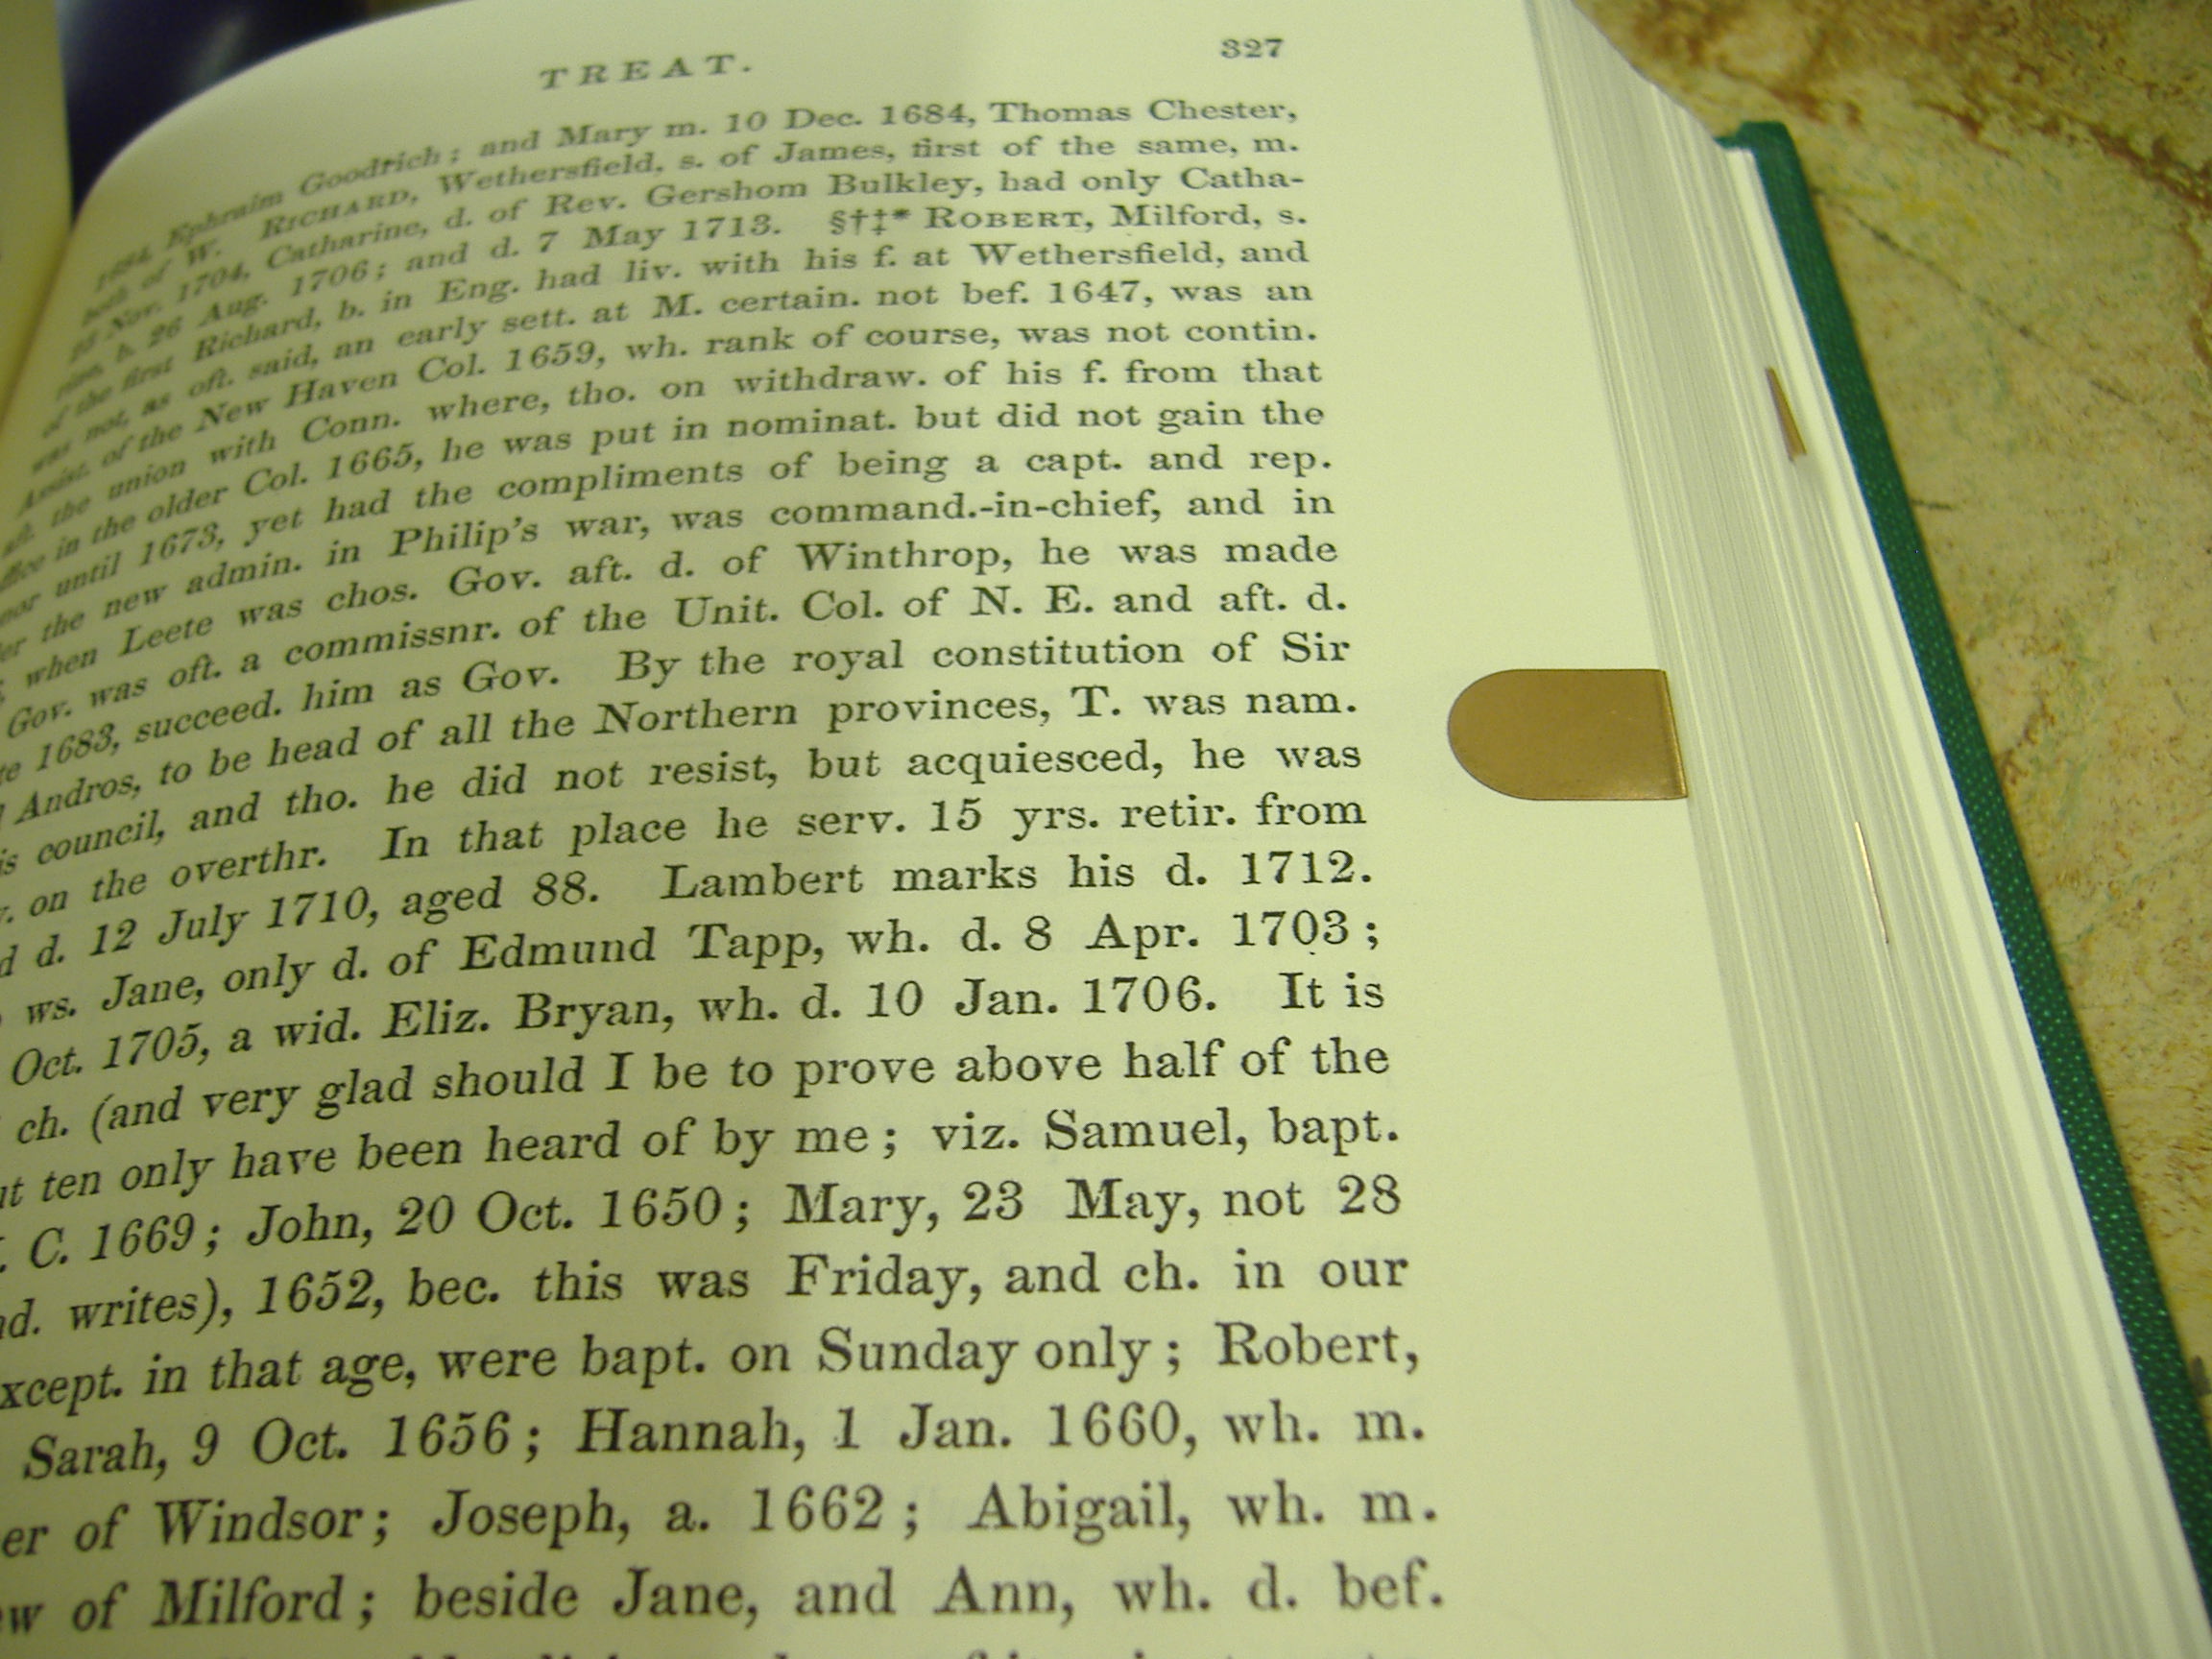 TREAT. 327
1684, Ephraim Goodrich; and Mary m. 10 Dec. 1684, Thomas Chester,
both of W. RICHARD, Wethersfield, s. of James, first of the same, m.
23 Nov. 1704, Catharine, d. of Rev. Gershom Bulkley, had only Catha-
rine, b. 26 Aug. 1706; and d. 7 May 1713. §†‡* ROBERT, Milford, s.
of the first Richard, b. in Eng. had liv. with his f. at Wethersfield, and
was not, as oft. said, an early sett. at M. certain. not bef. 1647, was an
Assist. of the New Haven Col. 1659, wh. rank of course, was not contin.
aft. the union with Conn. where, tho. on withdraw. of his f. from that
ffice in the older Col. 1665, he was put in nominat. but did not gain the
nor until 1673, yet had the compliments of being a capt. and rep.
er the new admin. in Philip's war, was command.-in-chief, and in
when Leete was chos. Gov. aft. d. of Winthrop, he was made
Gov. was oft. a commissnr. of the Unit. Col. of N. E. and aft. d.
te 1683, succeed. him as Gov. By the royal constitution of Sir
Andros, to be head of all the Northern provinces, T. was nam.
is council, and tho. he did not resist, but acquiesced, he was
v. on the overthr. In that place he serv. 15 yrs. retir. from
d d. 12 July 1710, aged 88. Lambert marks his d. 1712.
ws. Jane, only d. of Edmund Tapp, wh. d. 8 Apr. 1703;
Oct. 1705, a wid. Eliz. Bryan, wh. d. 10 Jan. 1706. It is
ch. (and very glad should I be to prove above half of the
ut ten only have been heard of by me; viz. Samuel, bapt.
. C. 1669; John, 20 Oct. 1650; Mary, 23 May, not 28
nd. writes), 1652, bec. this was Friday, and ch. in our
xcept. in that age, were bapt. on Sunday only; Robert,
Sarah, 9 Oct. 1656; Hannah, 1 Jan. 1660, wh. m.
er of Windsor; Joseph, a. 1662; Abigail, wh. m.
ew of Milford; beside Jane, and Ann, wh. d. bef.